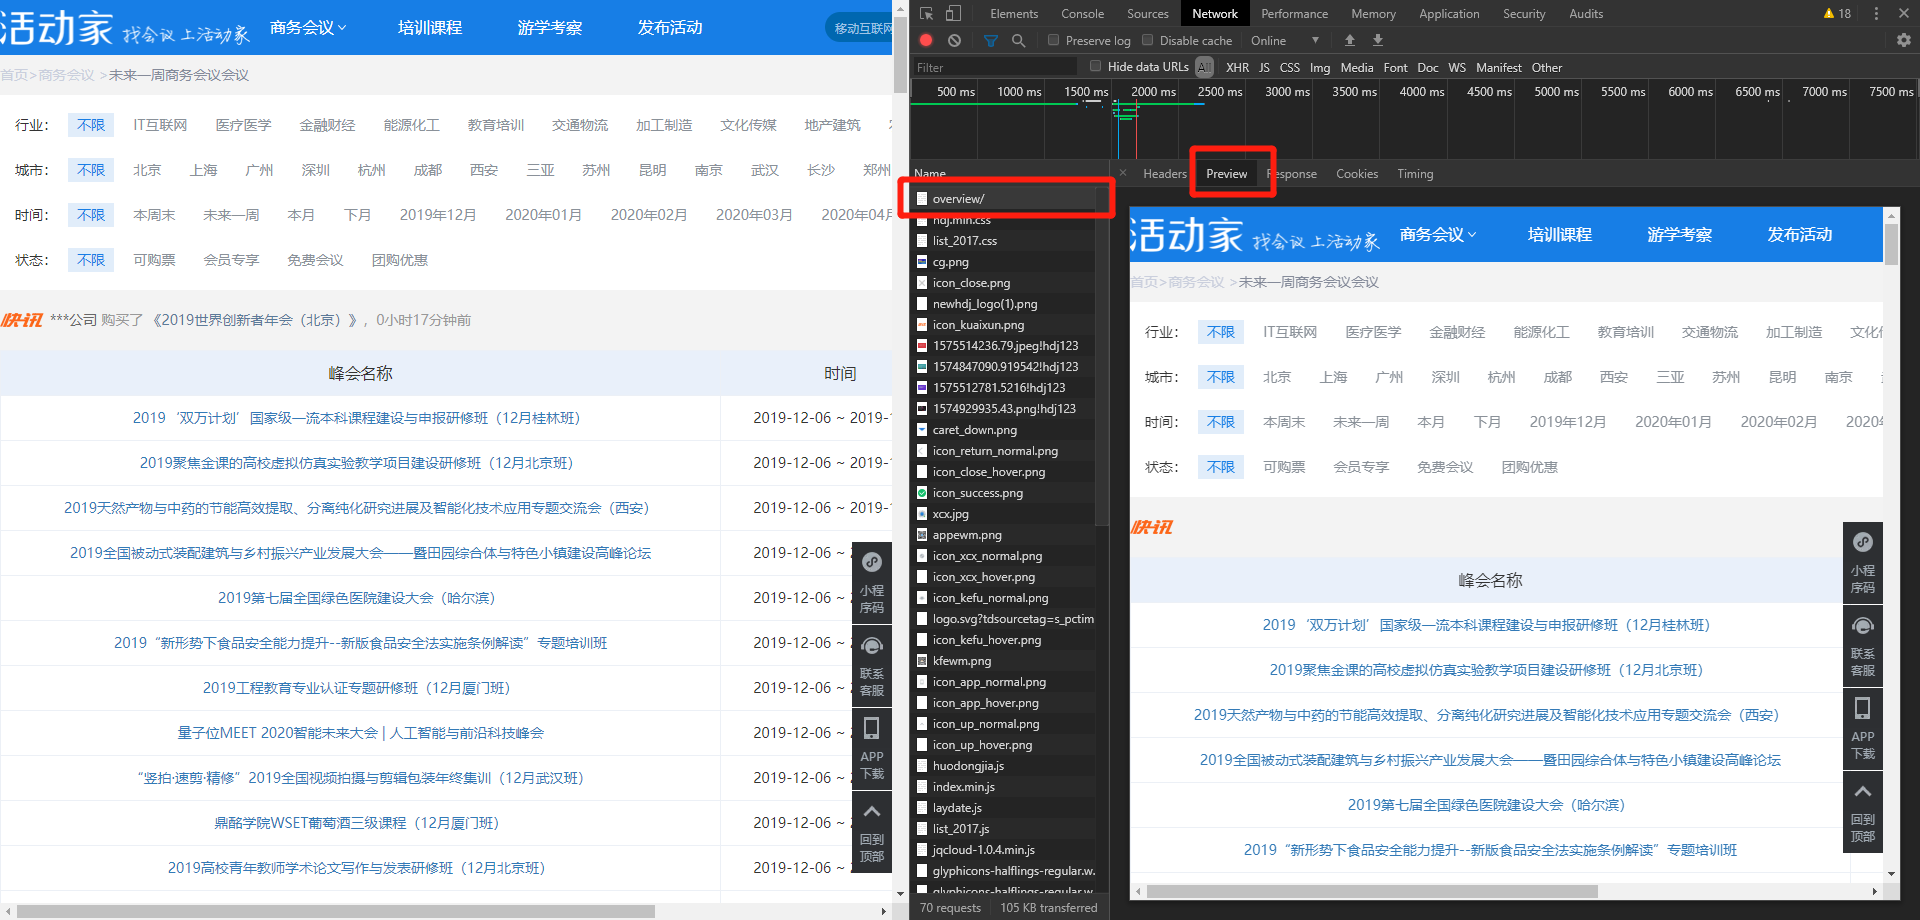 活动家 找会议 上活动家 商务会议 培训课程 游学考察 发布活动 移动互联网
首页>商务会议 >未来一周商务会议会议
行业: 不限 IT互联网 医疗医学 金融财经 能源化工 教育培训 交通物流 加工制造 文化传媒 地产建筑
城市: 不限 北京 上海 广州 深圳 杭州 成都 西安 三亚 苏州 昆明 南京 武汉 长沙 郑州
时间: 不限 本周末 未来一周 本月 下月 2019年12月 2020年01月 2020年02月 2020年03月 2020年04月
状态: 不限 可购票 会员专享 免费会议 团购优惠
快讯 ***公司 购买了 《2019世界创新者年会（北京）》, 0小时17分钟前
峰会名称 时间
2019‘双万计划’国家级一流本科课程建设与申报研修班（12月桂林班） 2019-12-06 ~ 2019-1
2019聚焦金课的高校虚拟仿真实验教学项目建设研修班（12月北京班） 2019-12-06 ~ 2019-1
2019天然产物与中药的节能高效提取、分离纯化研究进展及智能化技术应用专题交流会（西安） 2019-12-06 ~ 2019-1
2019全国被动式装配建筑与乡村振兴产业发展大会——暨田园综合体与特色小镇建设高峰论坛 2019-12-06 ~ 2
2019第七届全国绿色医院建设大会（哈尔滨） 2019-12-06 ~ 2
2019“新形势下食品安全能力提升--新版食品安全法实施条例解读”专题培训班 2019-12-06 ~ 2
2019工程教育专业认证专题研修班（12月厦门班） 2019-12-06 ~ 2
量子位MEET 2020智能未来大会 | 人工智能与前沿科技峰会 2019-12-06 ~ 2
“竖拍·速剪·精修”2019全国视频拍摄与剪辑包装年终集训（12月武汉班） 2019-12-06 ~ 2
鼎酩学院WSET葡萄酒三级课程（12月厦门班） 2019-12-06 ~ 2
2019高校青年教师学术论文写作与发表研修班（12月北京班） 2019-12-06 ~ 2
小程
序码
联系
客服
APP
下载
回到
顶部
Elements Console Sources Network Performance Memory Application Security Audits 18
Preserve log Disable cache Online
Filter Hide data URLs All XHR JS CSS Img Media Font Doc WS Manifest Other
500 ms 1000 ms 1500 ms 2000 ms 2500 ms 3000 ms 3500 ms 4000 ms 4500 ms 5000 ms 5500 ms 6000 ms 6500 ms 7000 ms 7500 ms
Name
overview/
hdj.min.css
list_2017.css
cg.png
icon_close.png
newhdj_logo(1).png
icon_kuaixun.png
1575514236.79.jpeg!hdj123
1574847090.919542!hdj123
1575512781.5216!hdj123
1574929935.43.png!hdj123
caret_down.png
icon_return_normal.png
icon_close_hover.png
icon_success.png
xcx.jpg
appewm.png
icon_xcx_normal.png
icon_xcx_hover.png
icon_kefu_normal.png
logo.svg?tdsourcetag=s_pctim
icon_kefu_hover.png
kfewm.png
icon_app_normal.png
icon_app_hover.png
icon_up_normal.png
icon_up_hover.png
huodongjia.js
index.min.js
laydate.js
list_2017.js
jqcloud-1.0.4.min.js
glyphicons-halflings-regular.w.
glyphicons-halflings-regular.w
70 requests 105 KB transferred
Headers Preview Response Cookies Timing
活动家 找会议 上活动家 商务会议 培训课程 游学考察 发布活动
首页>商务会议 >未来一周商务会议会议
行业: 不限 IT互联网 医疗医学 金融财经 能源化工 教育培训 交通物流 加工制造 文化
城市: 不限 北京 上海 广州 深圳 杭州 成都 西安 三亚 苏州 昆明 南京
时间: 不限 本周末 未来一周 本月 下月 2019年12月 2020年01月 2020年02月 2020
状态: 不限 可购票 会员专享 免费会议 团购优惠
快讯
峰会名称
2019‘双万计划’国家级一流本科课程建设与申报研修班（12月桂林班）
2019聚焦金课的高校虚拟仿真实验教学项目建设研修班（12月北京班）
2019天然产物与中药的节能高效提取、分离纯化研究进展及智能化技术应用专题交流会（西安）
2019全国被动式装配建筑与乡村振兴产业发展大会——暨田园综合体与特色小镇建设高峰论坛
2019第七届全国绿色医院建设大会（哈尔滨）
2019“新形势下食品安全能力提升--新版食品安全法实施条例解读”专题培训班
小程
序码
联系
客服
APP
下载
回到
顶部